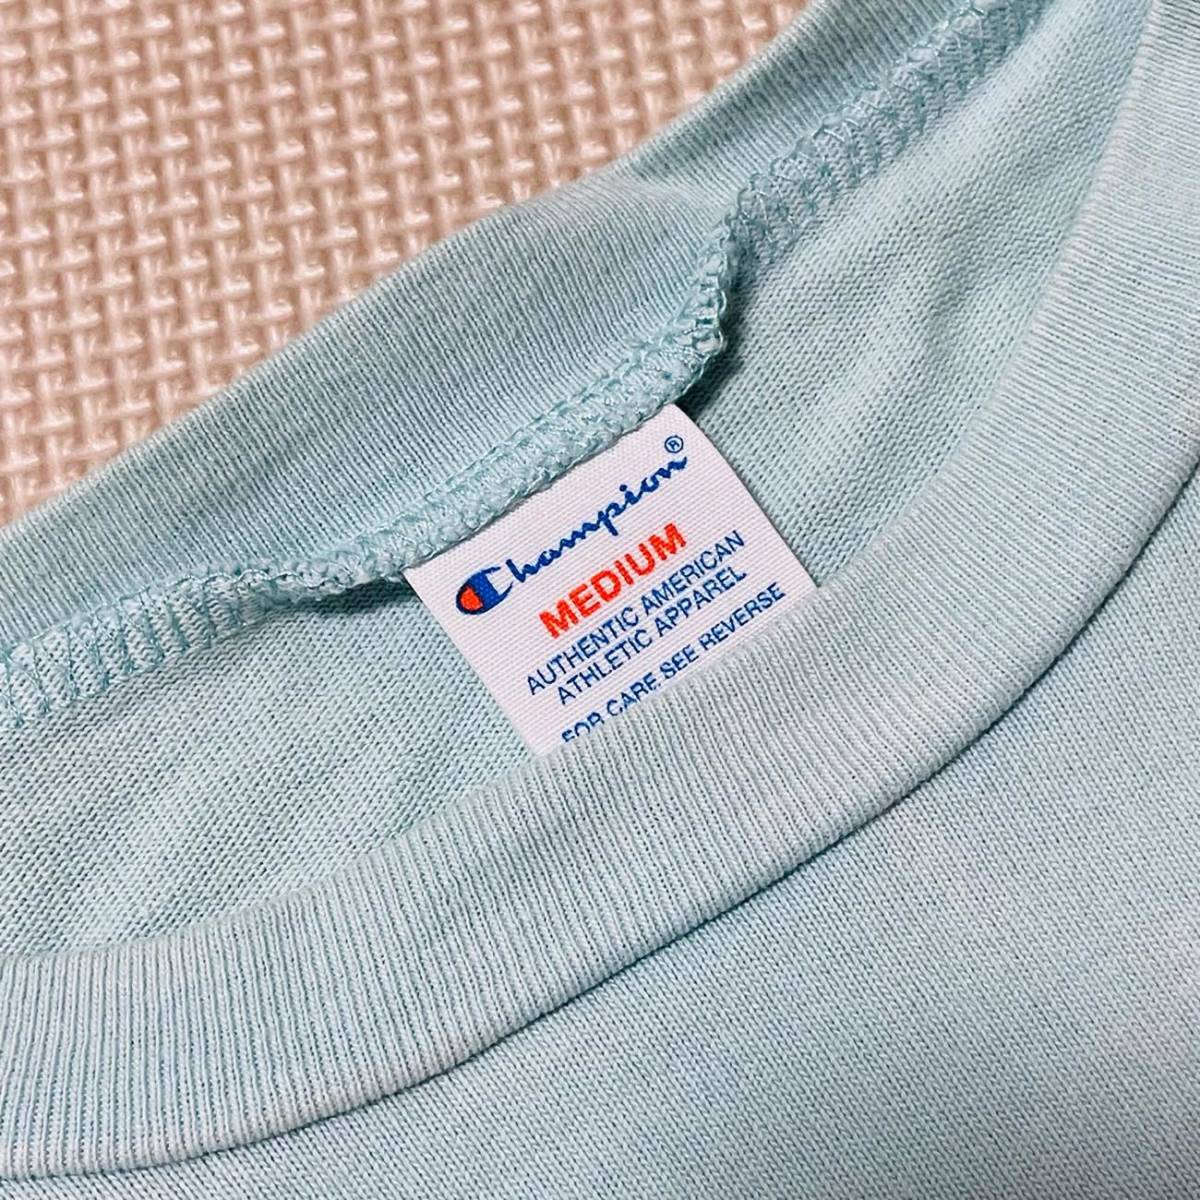 Champion®
MEDIUM
AUTHENTIC AMERICAN
ATHLETIC APPAREL
FOR CARE SEE REVERSE